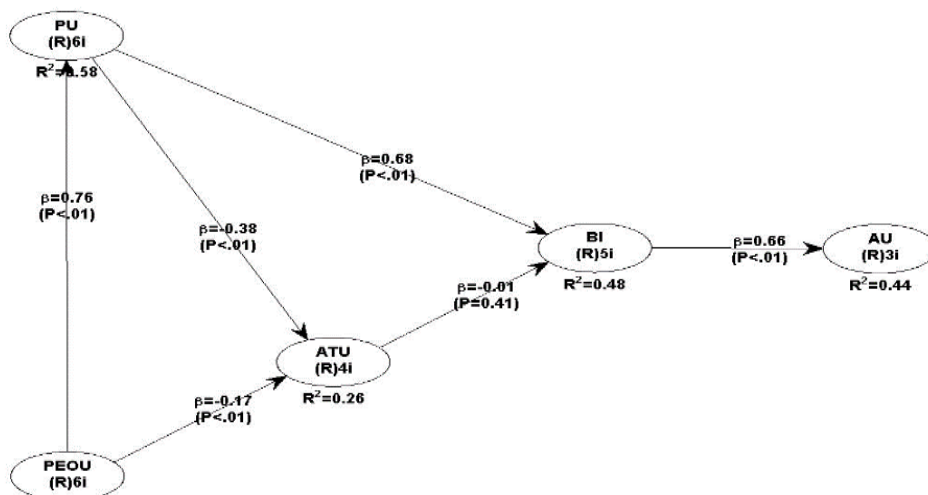 PU
(R)6i
R²=0.58
β=0.68
(P<.01)
β=0.76
(P<.01)
β=-0.38
(P<.01)
BI
(R)5i
R²=0.48
β=0.66
(P<.01)
AU
(R)3i
R²=0.44
β=-0.01
(P=0.41)
ATU
(R)4i
R²=0.26
β=-0.17
(P<.01)
PEOU
(R)6i